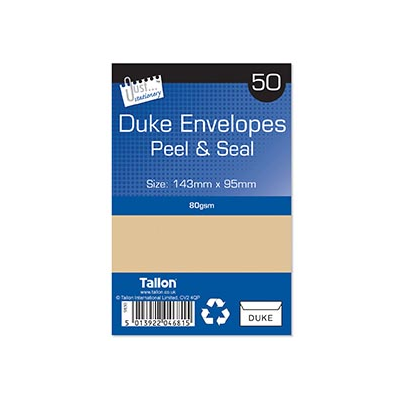 Just...
stationery
50
Duke Envelopes
Peel & Seal
Size: 143mm x 95mm
80gsm
Tallon
www.tallon.co.uk
© Tallon International Limited. CV2 4QP
5 013922 046815
DUKE